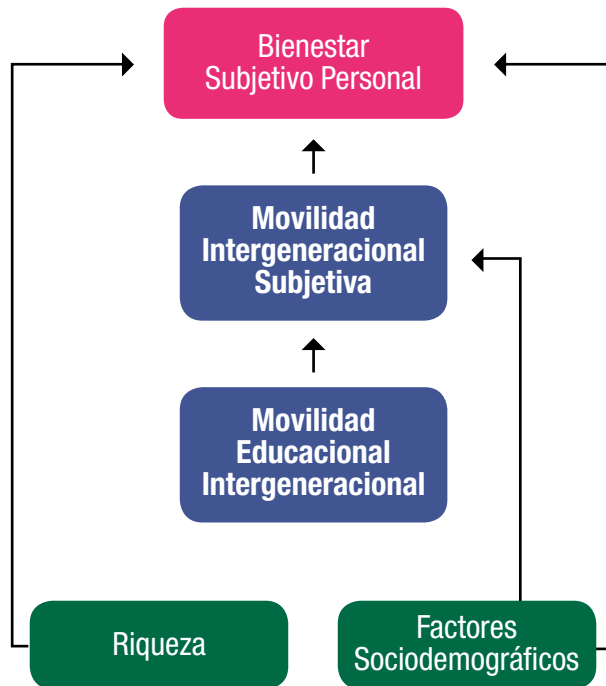 Bienestar
Subjetivo Personal
Movilidad
Intergeneracional
Subjetiva
Movilidad
Educacional
Intergeneracional
Riqueza
Factores
Sociodemográficos